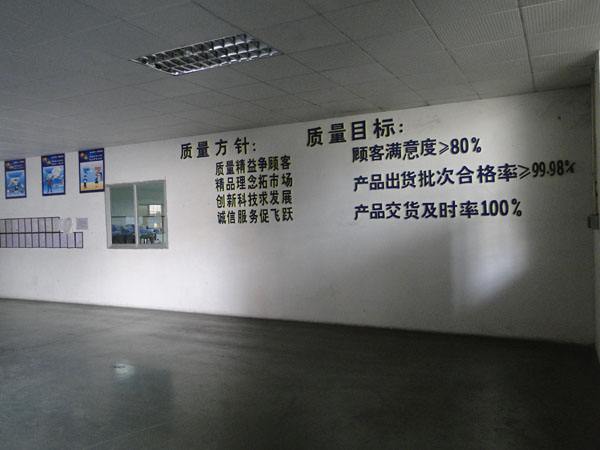 质量方针:
质量精益争顾客
精品理念拓市场
创新科技求发展
诚信服务促飞跃
质量目标:
顾客满意度≥80%
产品出货批次合格率≥99.98%
产品交货及时率100%